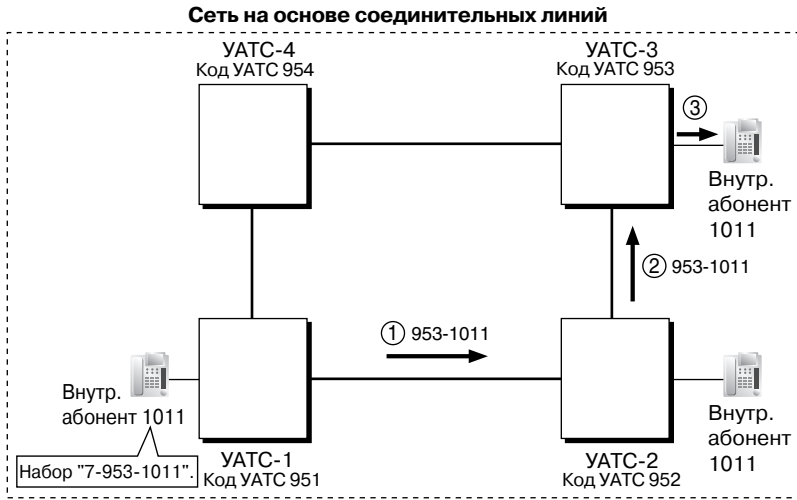 Сеть на основе соединительных линий
УАТС-4
Код УАТС 954
УАТС-3
Код УАТС 953
③
Внутр.
абонент
1011
② 953-1011
① 953-1011
Внутр.
абонент 1011
Набор "7-953-1011".
УАТС-1
Код УАТС 951
УАТС-2
Код УАТС 952
Внутр.
абонент
1011